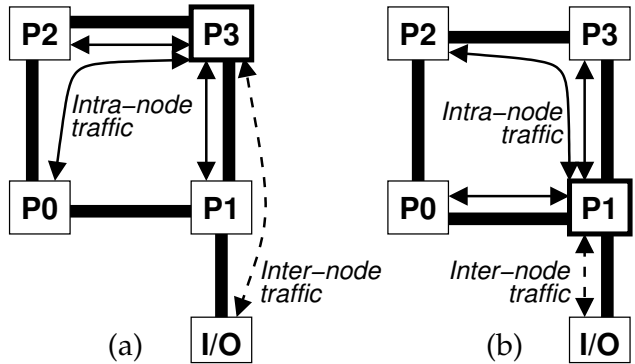 P2
P3
Intra-node
traffic
P0
P1
Inter-node
traffic
(a)
I/O
P2
P3
Intra-node
traffic
P0
P1
Inter-node
traffic
(b)
I/O